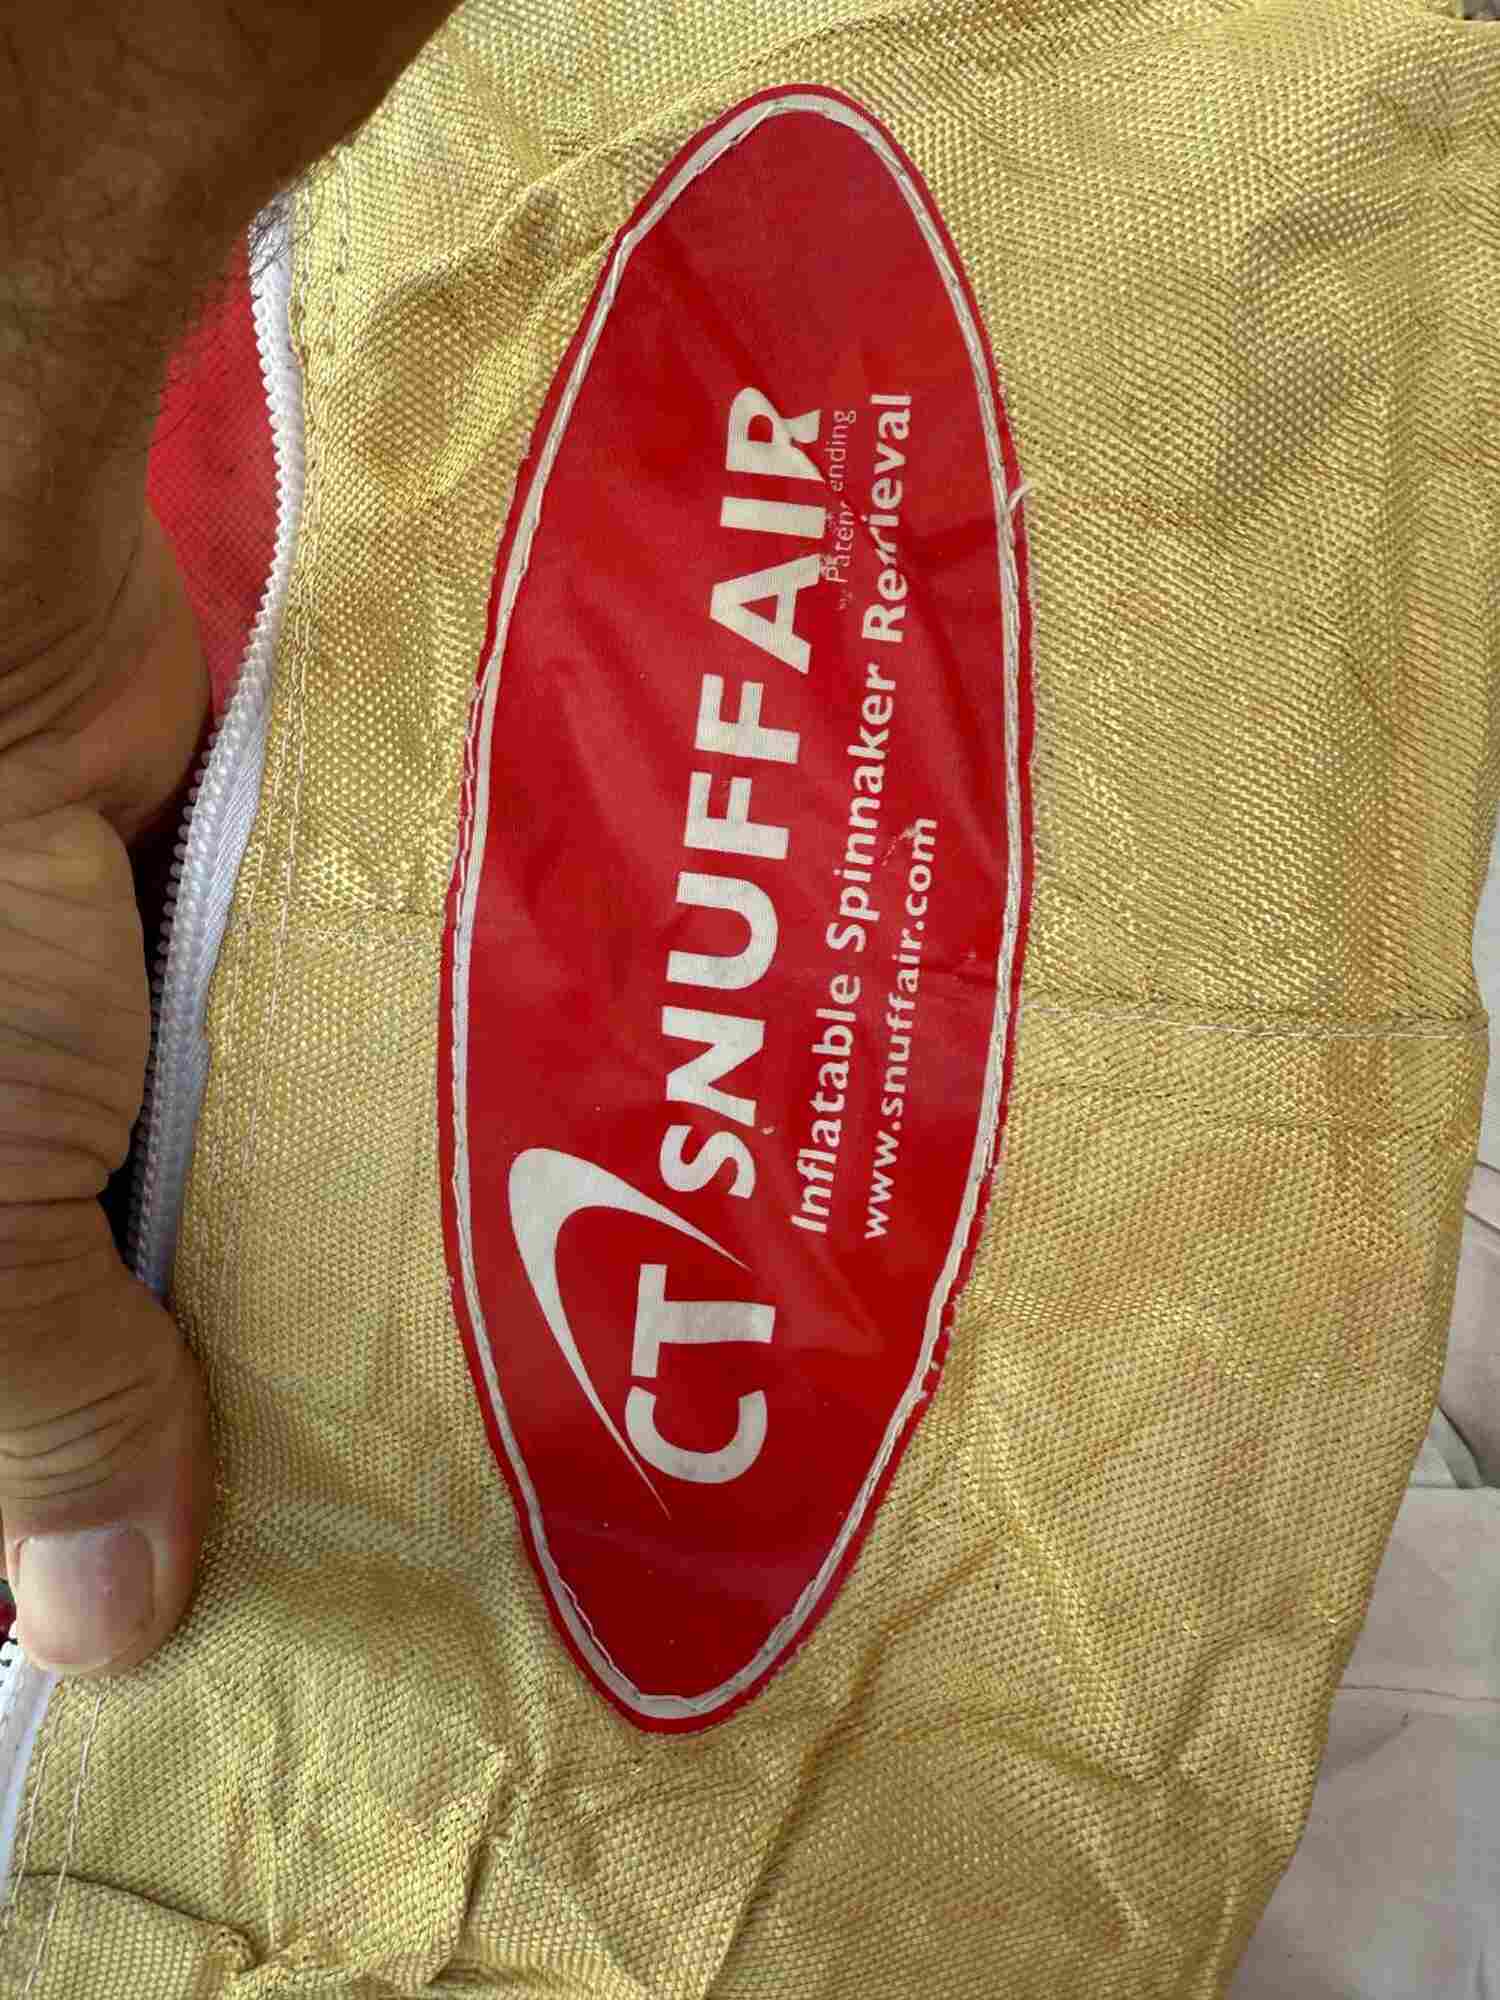 CT SNUFFAIR
Patent Pending
Inflatable Spinnaker Retrieval
www.snuffair.com